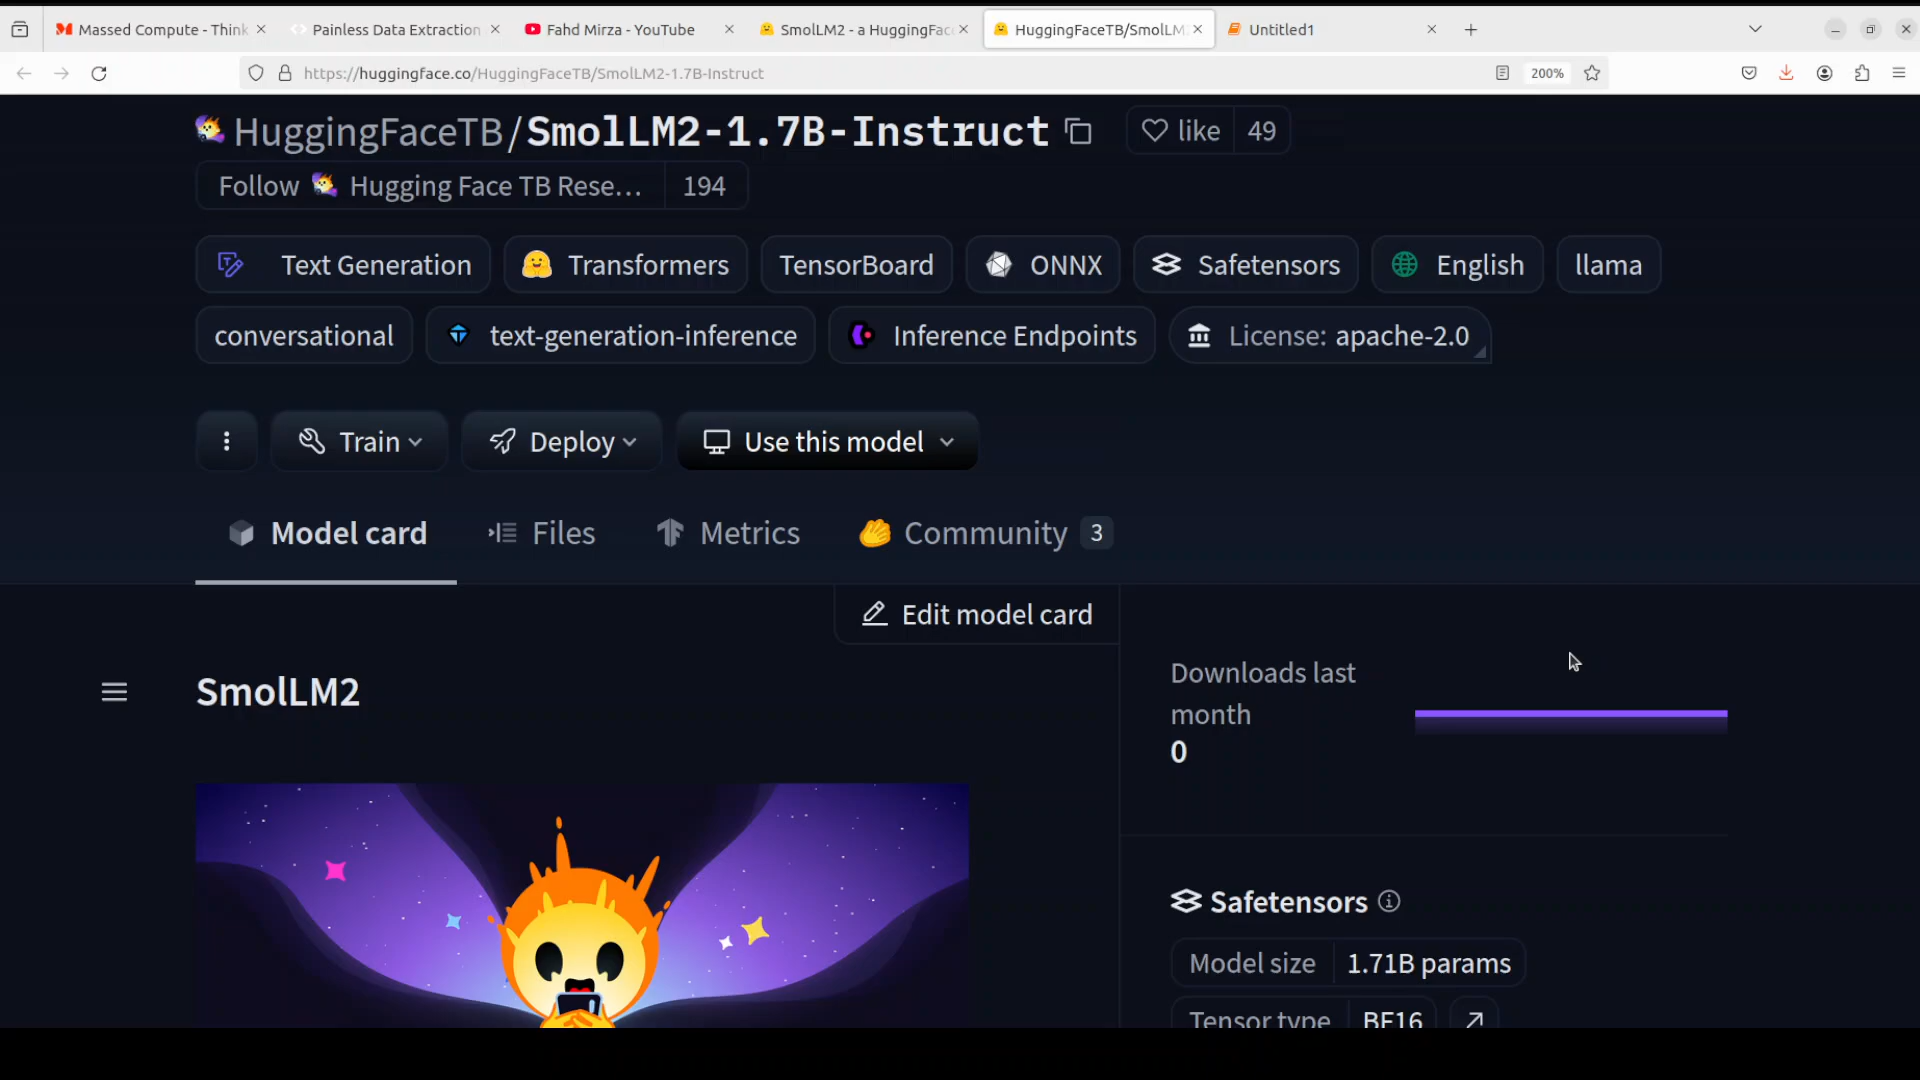 Massed Compute - Think
Painless Data Extraction
Fahd Mirza - YouTube
SmolLM2 - a HuggingFac
HuggingFaceTB/SmolLM
Untitled1
https://huggingface.co/HuggingFaceTB/SmolLM2-1.7B-Instruct
200%
HuggingFaceTB/SmolLM2-1.7B-Instruct
like 49
Follow Hugging Face TB Rese... 194
Text Generation Transformers TensorBoard ONNX Safetensors English llama
conversational text-generation-inference Inference Endpoints License: apache-2.0
Train Deploy Use this model
Model card Files Metrics Community 3
Edit model card
SmolLM2
Downloads last
month
0
Safetensors
Model size 1.71B params
Tensor type BF16